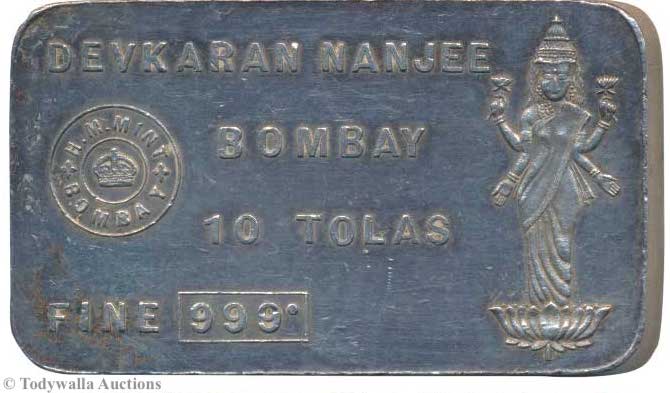 DEVKARAN NANJEE
H.M. MINT
BOMBAY
BOMBAY
10 TOLAS
FINE 999°
© Todywalla Auctions